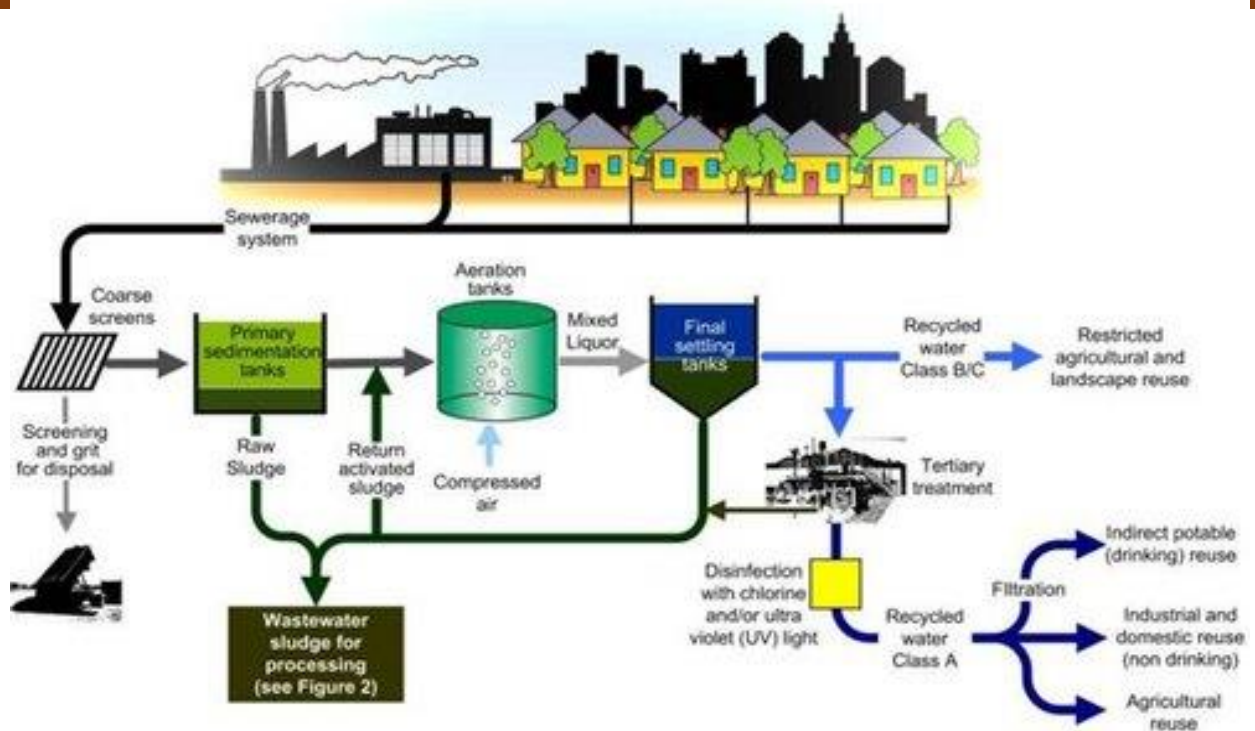 Sewerage
system
Coarse
screens
Primary
sedimentation
tanks
Aeration
tanks
Mixed
Liquor
Final
settling
tanks
Recycled
water
Class B/C
Restricted
agricultural and
landscape reuse
Screening
and grit
for disposal
Raw
Sludge
Return
activated
sludge
Compressed
air
Tertiary
treatment
Wastewater
sludge for
processing
(see Figure 2)
Disinfection
with chlorine
and/or ultra
violet (UV) light
Recycled
water
Class A
FIltration
Indirect potable
(drinking) reuse
Industrial and
domestic reuse
(non drinking)
Agricultural
reuse